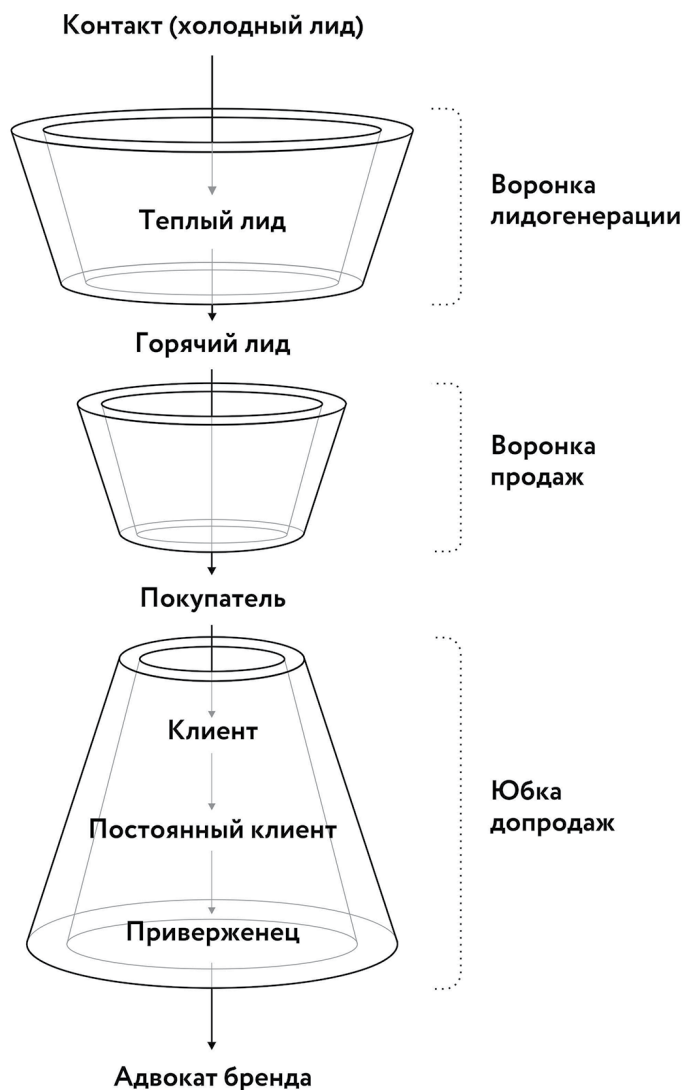 Контакт (холодный лид)
Теплый лид
Воронка
лидогенерации
Горячий лид
Воронка
продаж
Покупатель
Клиент
Постоянный клиент
Юбка
допродаж
Приверженец
Адвокат бренда